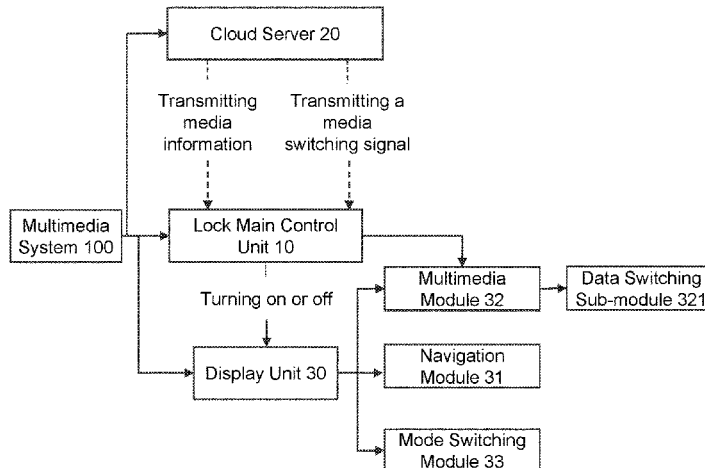 Cloud Server 20
Transmitting
media
information
Transmitting a
media
switching signal
Multimedia
System 100
Lock Main Control
Unit 10
Turning on or off
Multimedia
Module 32
Data Switching
Sub-module 321
Display Unit 30
Navigation
Module 31
Mode Switching
Module 33